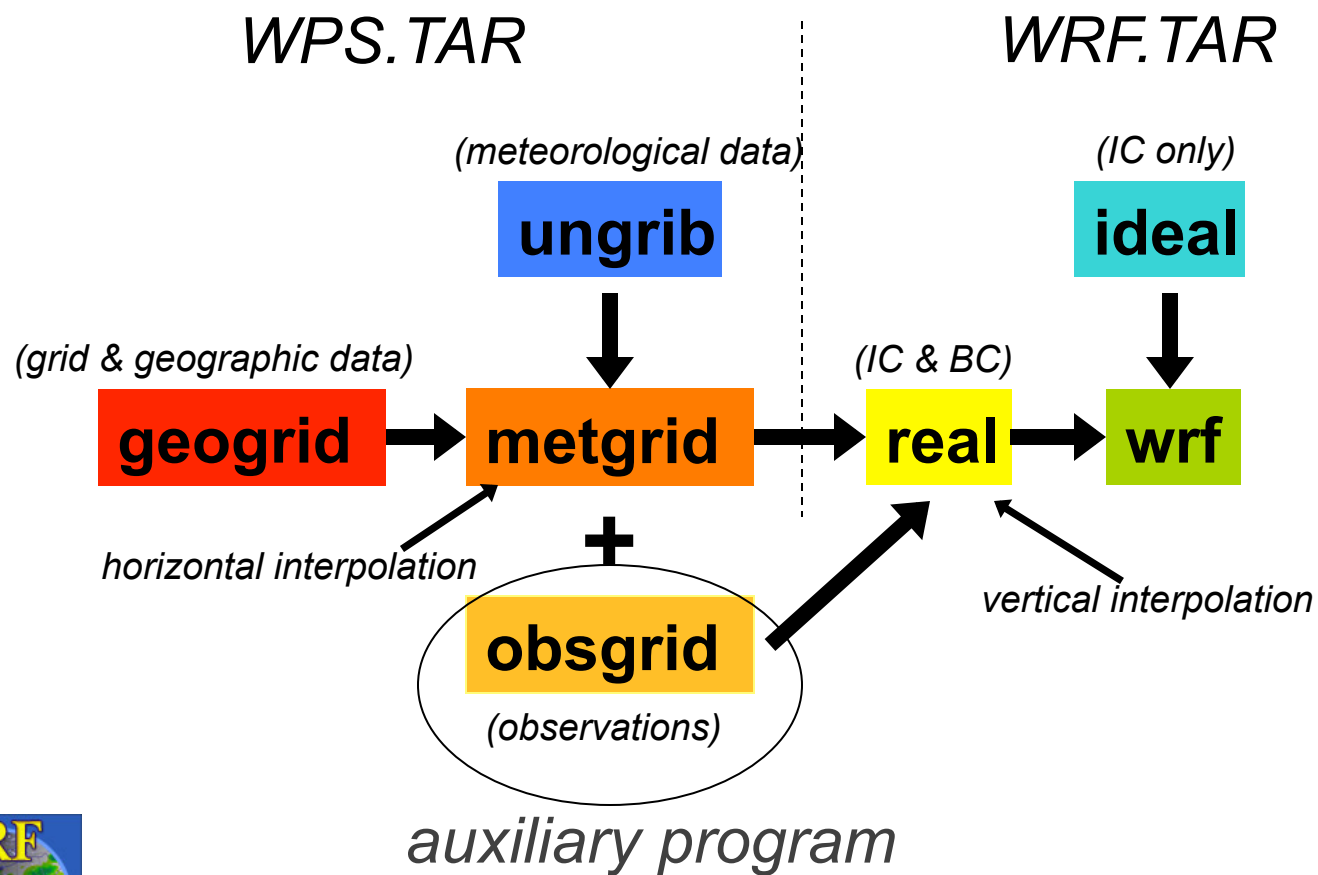 WPS.TAR
WRF.TAR
(meteorological data)
(IC only)
ungrib
ideal
(grid & geographic data)
(IC & BC)
geogrid
metgrid
real
wrf
+
horizontal interpolation
vertical interpolation
obsgrid
(observations)
auxiliary program
RF